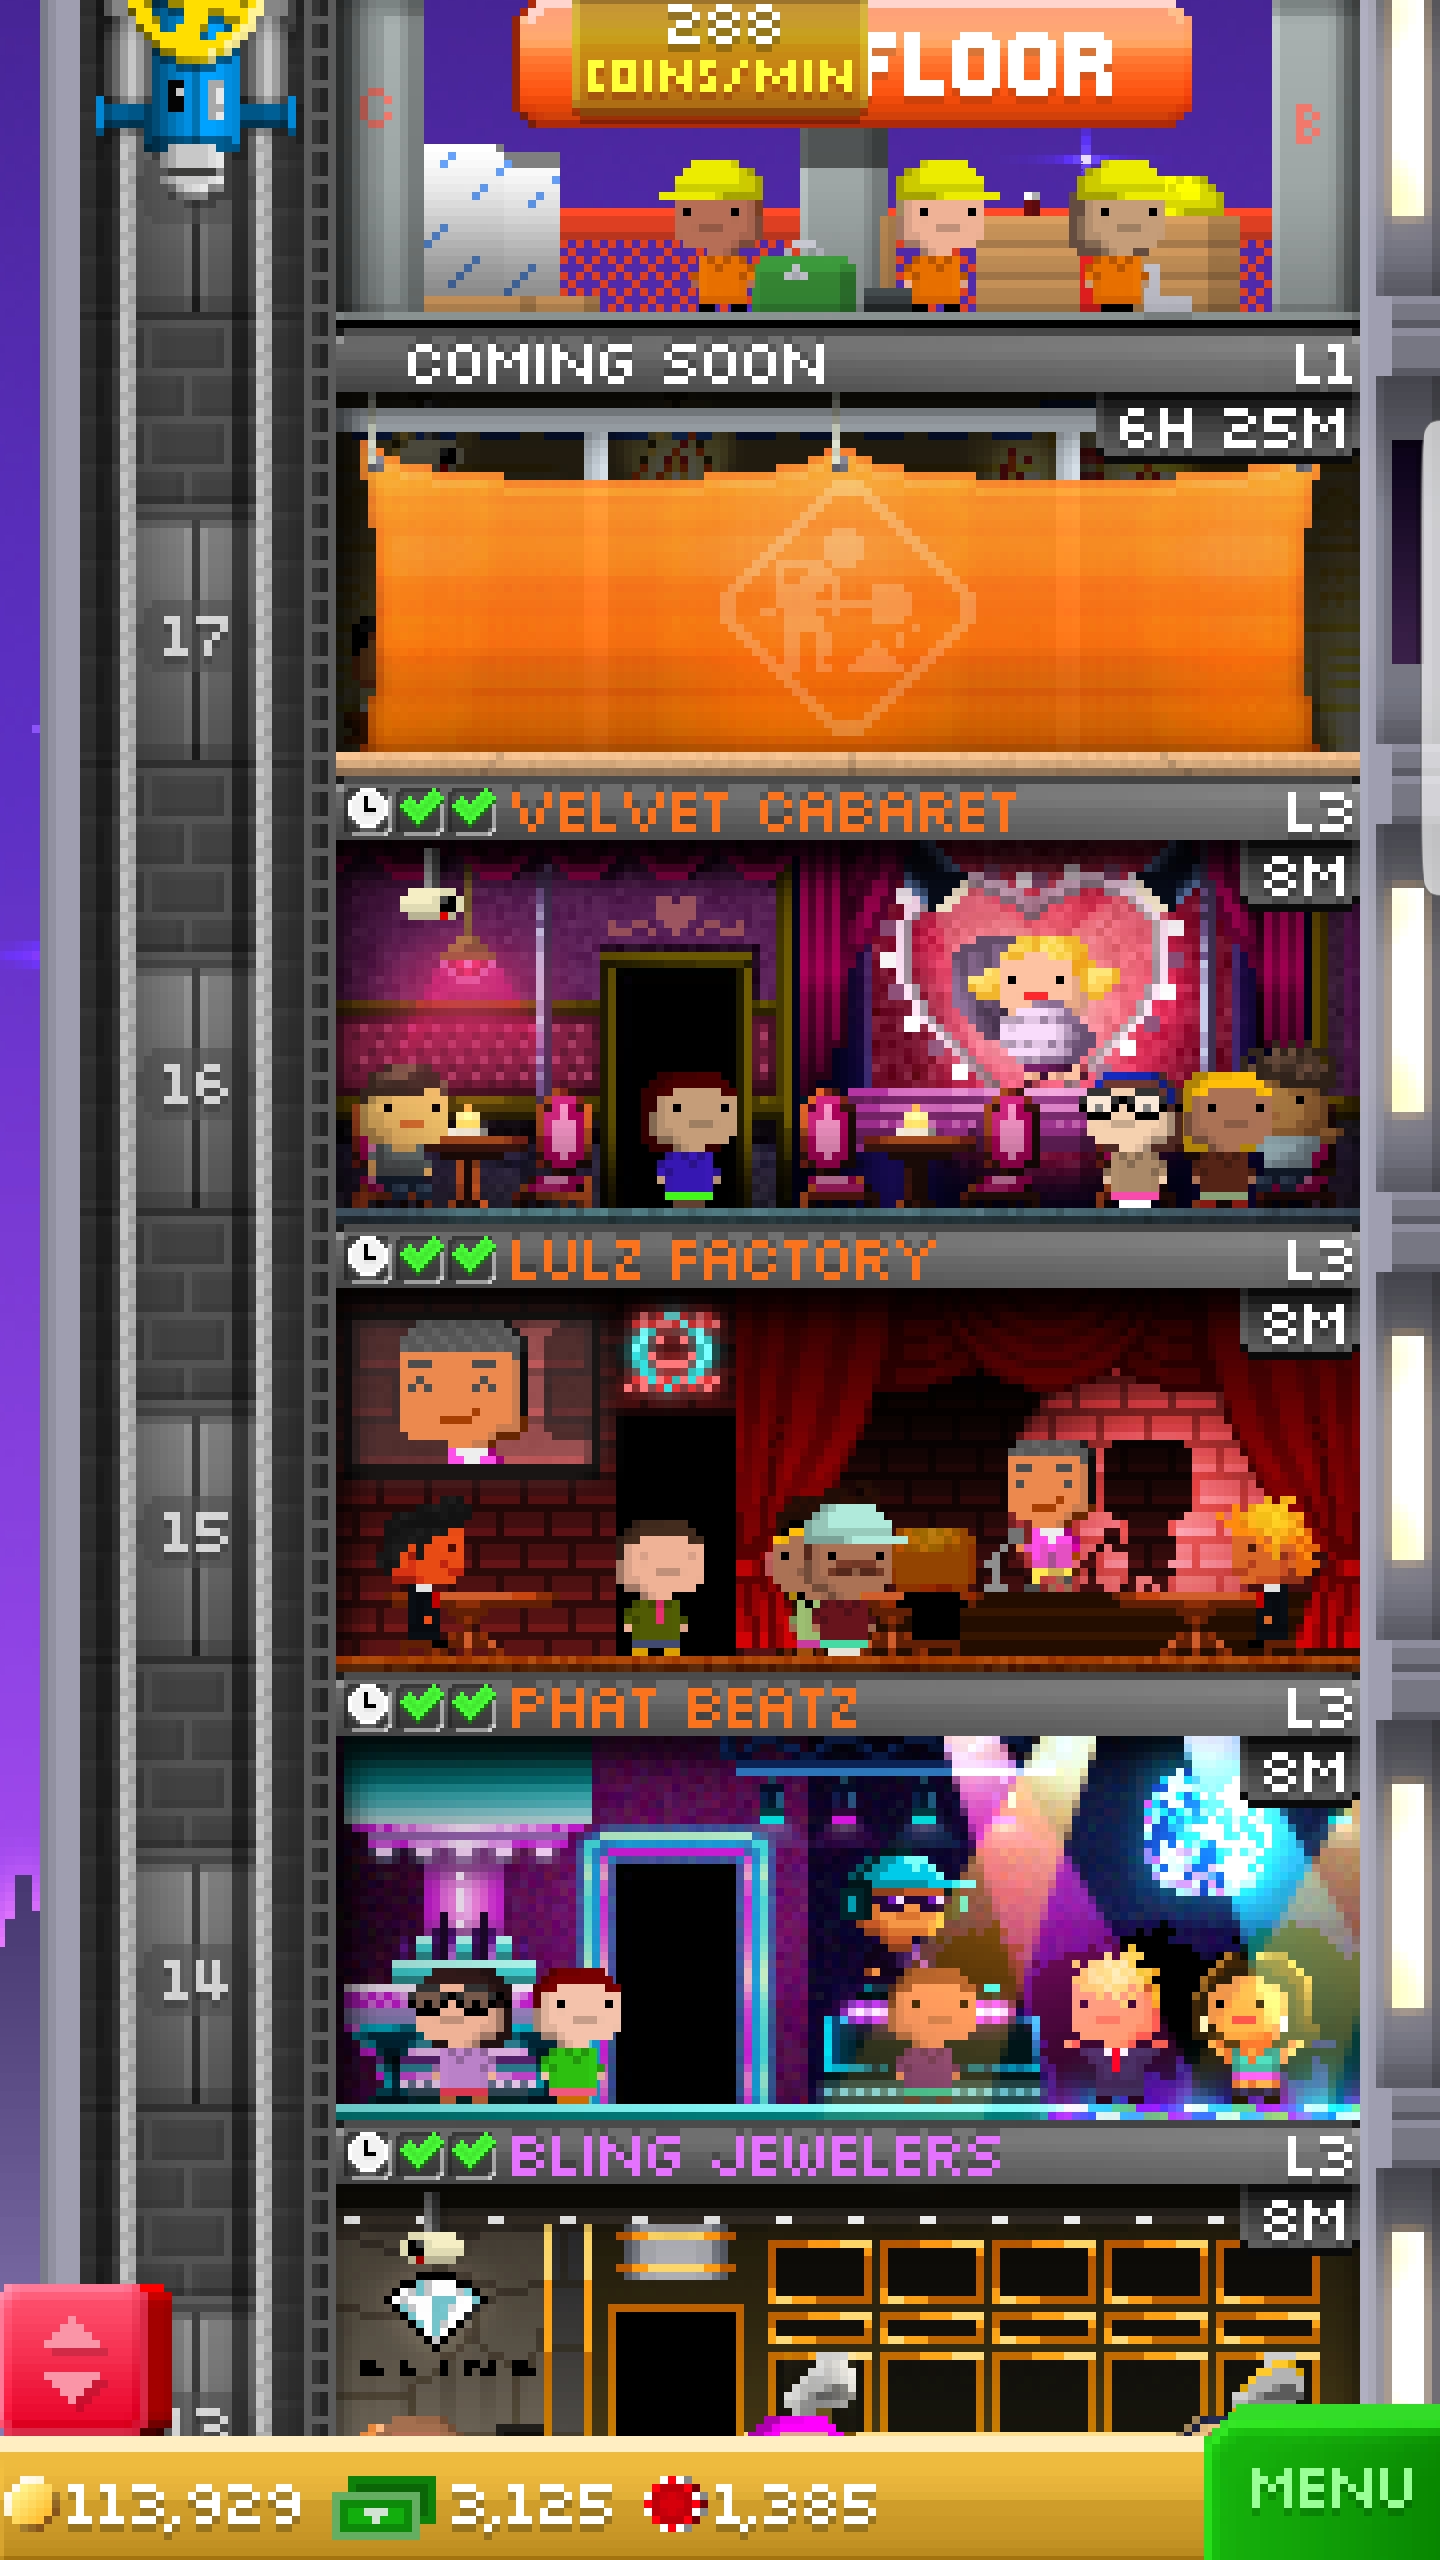 288
COINS/MIN
FLOOR
C
B
COMING SOON
L1
6H 25M
17
VELVET CABARET
L3
8M
16
LULZ FACTORY
L3
8M
15
PHAT BEATZ
L3
8M
14
BLING JEWELERS
L3
8M
BLING
13
113,929
3,125
1,385
MENU